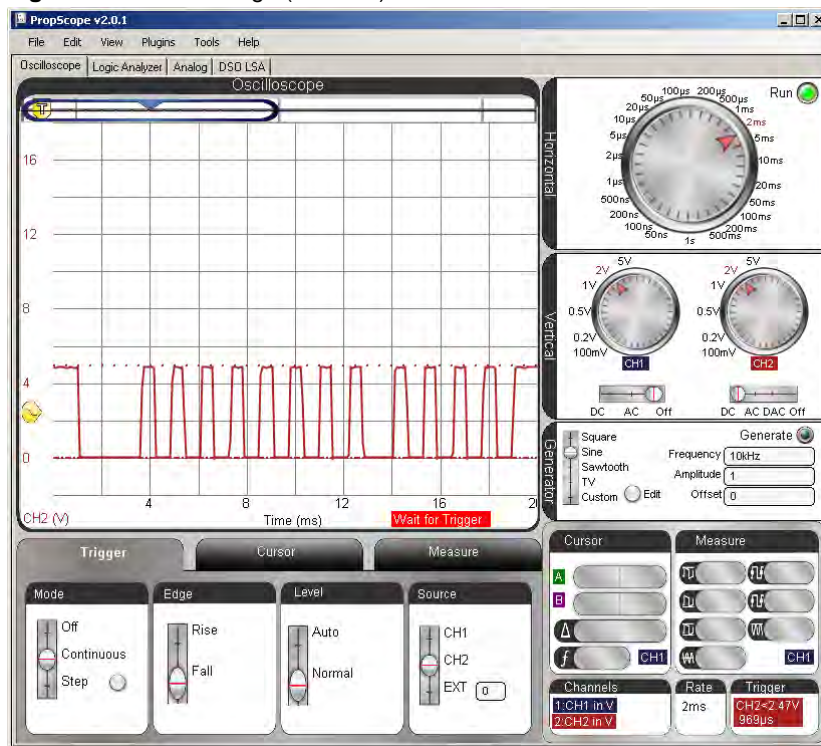 PropScope v2.0.1
File Edit View Plugins Tools Help
Oscilloscope Logic Analyzer Analog DSO LSA
Oscilloscope
T
16
12
8
4
0
4 8 12 16 20
CH2 (V)
Time (ms)
Wait for Trigger
Horizontal
Run
50µs 100µs 200µs 500µs
20µs 1ms
10µs 2ms
5µs 5ms
2µs 10ms
1µs 20ms
500ns 50ms
200ns 100ms
100ns 200ms
50ns 1s 500ms
Vertical
5V
2V
1V
0.5V
0.2V
100mV
CH1
DC AC Off
5V
2V
1V
0.5V
0.2V
100mV
CH2
DC AC DAC Off
Generator
Square
Sine
Sawtooth
TV
Custom
Edit
Generate
Frequency 10kHz
Amplitude 1
Offset 0
Trigger Cursor Measure
Mode
Off
Continuous
Step
Edge
Rise
Fall
Level
Auto
Normal
Source
CH1
CH2
EXT 0
Cursor
A
B
Δ
f
CH1
Measure
CH1
Channels
1:CH1 in V
2:CH2 in V
Rate
2ms
Trigger
CH2<2.47V
969µs